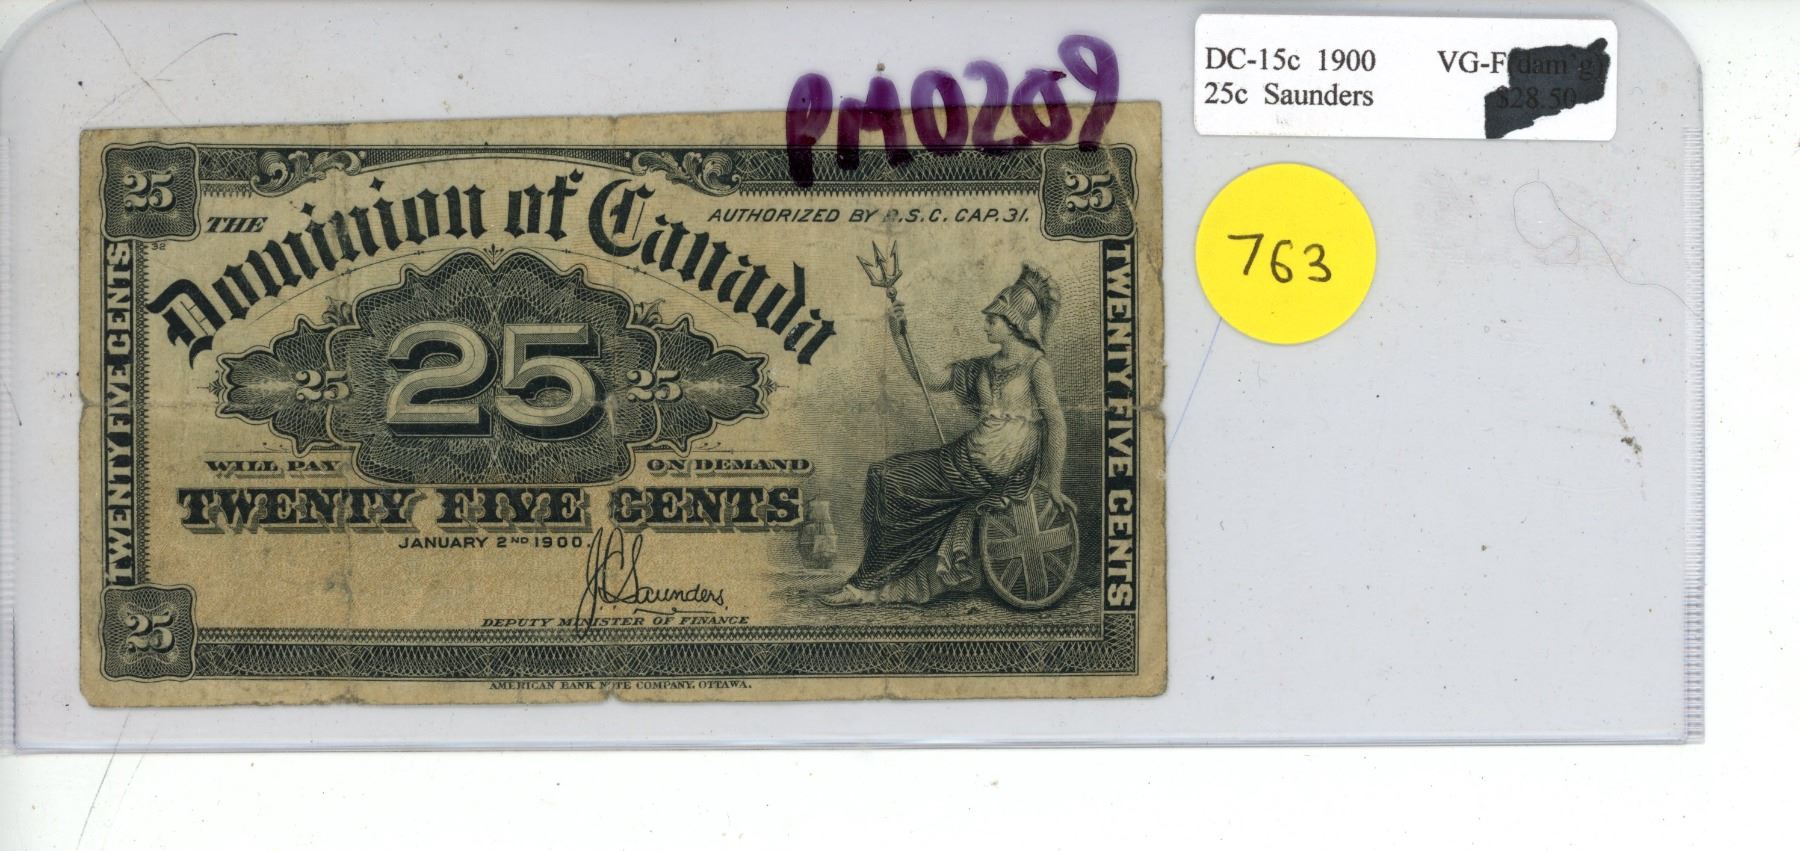 PM0209
DC-15c 1900 VG-F(dam'g)
25c Saunders $28.50
763
25 25
THE
Dominion of Canada
AUTHORIZED BY R.S.C. CAP. 31.
32
TWENTY FIVE CENTS
TWENTY FIVE CENTS
25 25 25
WILL PAY ON DEMAND
TWENTY FIVE CENTS
JANUARY 2ND 1900.
J C Saunders,
DEPUTY MINISTER OF FINANCE
25
AMERICAN BANK NOTE COMPANY, OTTAWA.